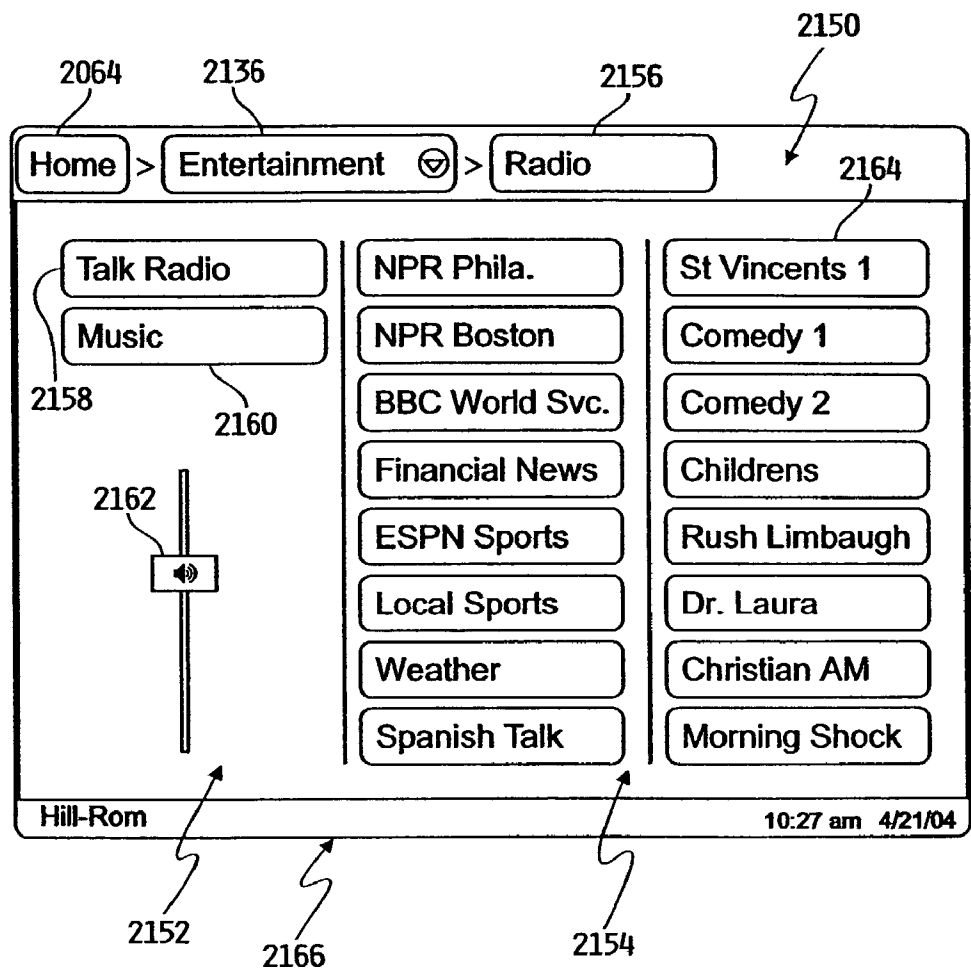 2150
2064 2136 2156
Home > Entertainment > Radio
2164
Talk Radio NPR Phila. St Vincents 1
Music NPR Boston Comedy 1
2158 2160 BBC World Svc. Comedy 2
Financial News Childrens
2162
ESPN Sports Rush Limbaugh
Local Sports Dr. Laura
Weather Christian AM
Spanish Talk Morning Shock
Hill-Rom 10:27 am 4/21/04
2152 2166 2154